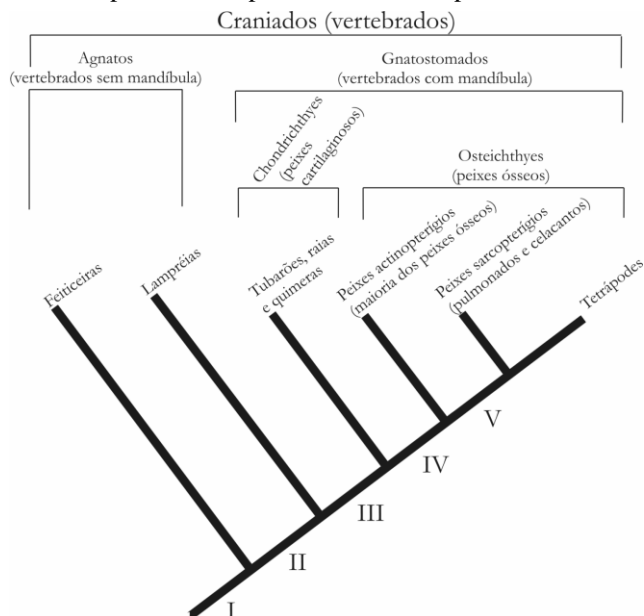 Craniados (vertebrados)
Agnatos
(vertebrados sem mandíbula)
Gnatostomados
(vertebrados com mandíbula)
Chondrichthyes
(peixes
cartilaginosos)
Osteichthyes
(peixes ósseos)
Feiticeiras
Lampréias
Tubarões, raias
e quimeras
Peixes actinopterígios
(maioria dos peixes ósseos)
Peixes sarcopterígios
(pulmonados e celacantos)
Tetrápodes
V
IV
III
II
I